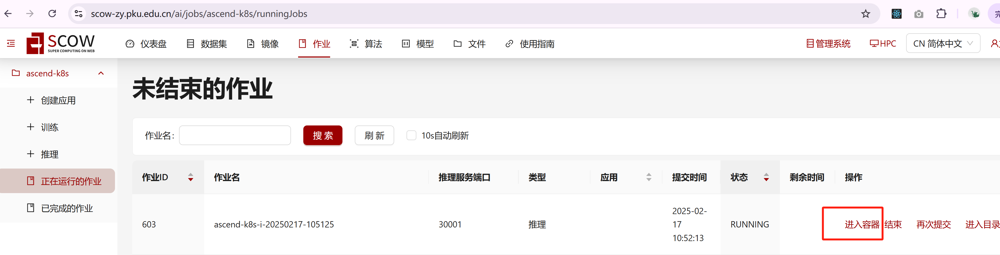 scow-zy.pku.edu.cn/ai/jobs/ascend-k8s/runningJobs
SCOW
SUPER COMPUTING ON WEB
仪表盘 数据集 镜像 作业 算法 模型 文件 使用指南 管理系统 HPC CN 简体中文
ascend-k8s
创建应用
训练
推理
正在运行的作业
已完成的作业
未结束的作业
作业名: 搜索 刷新 10s自动刷新
作业ID 作业名 推理服务端口 类型 应用 提交时间 状态 剩余时间 操作
603 ascend-k8s-i-20250217-105125 30001 推理 2025-02-
17
10:52:13 RUNNING 进入容器 结束 再次提交 进入目录